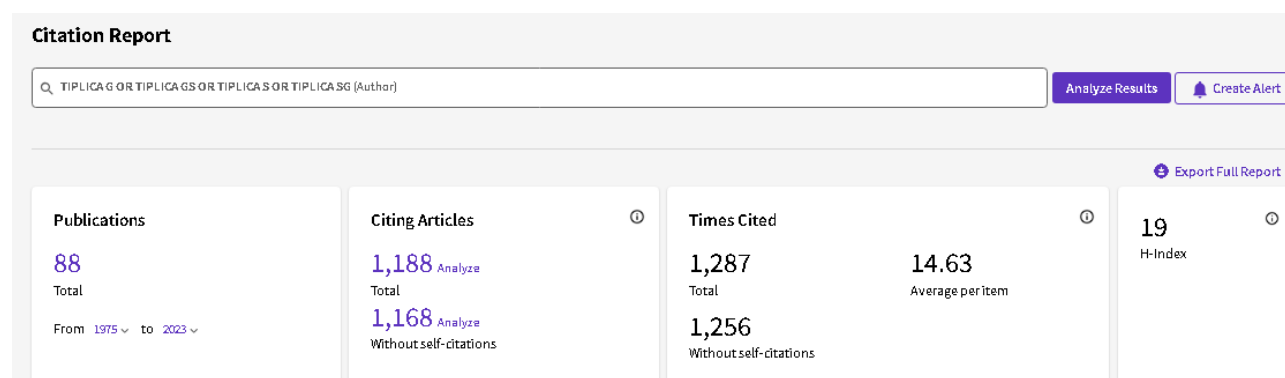 Citation Report
TIPLICA G OR TIPLICA GS OR TIPLICA S OR TIPLICA SG (Author)
Analyze Results
Create Alert
Export Full Report
Publications
88
Total
From 1975 to 2023
Citing Articles
1,188 Analyze
Total
1,168 Analyze
Without self-citations
Times Cited
1,287
Total
14.63
Average per item
1,256
Without self-citations
19
H-Index